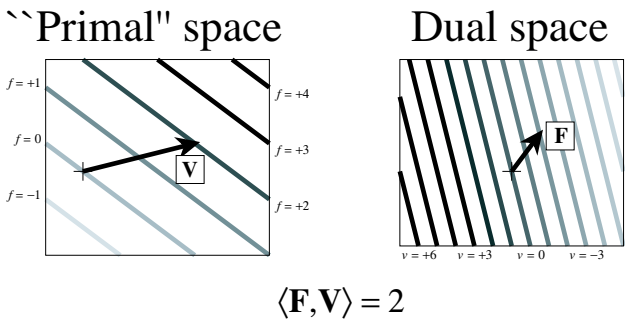 ``Primal" space
Dual space
f = +1
f = 0
f = −1
f = +4
f = +3
f = +2
V
F
v = +6
v = +3
v = 0
v = −3
⟨F,V⟩ = 2